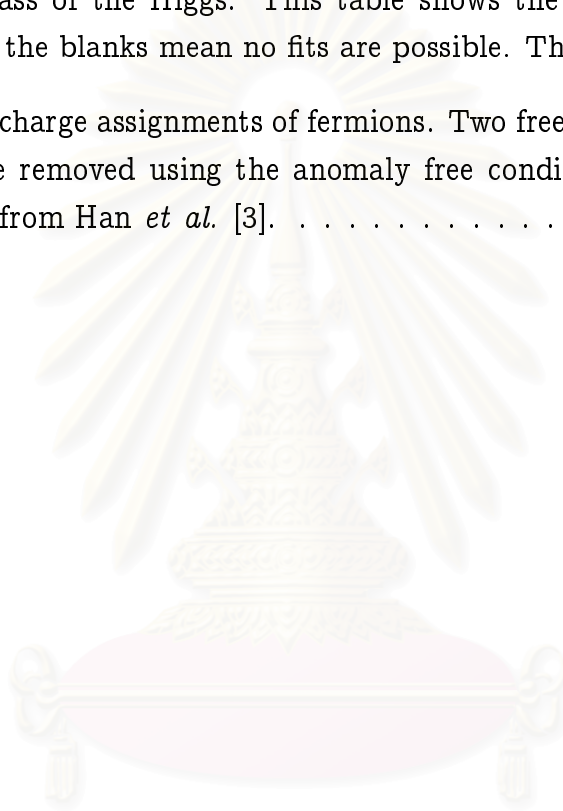 ass of the Higgs. This table shows the
the blanks mean no fits are possible. Th
charge assignments of fermions. Two free
e removed using the anomaly free condi
from Han et al. [3]. . . . . . . . . . . . .